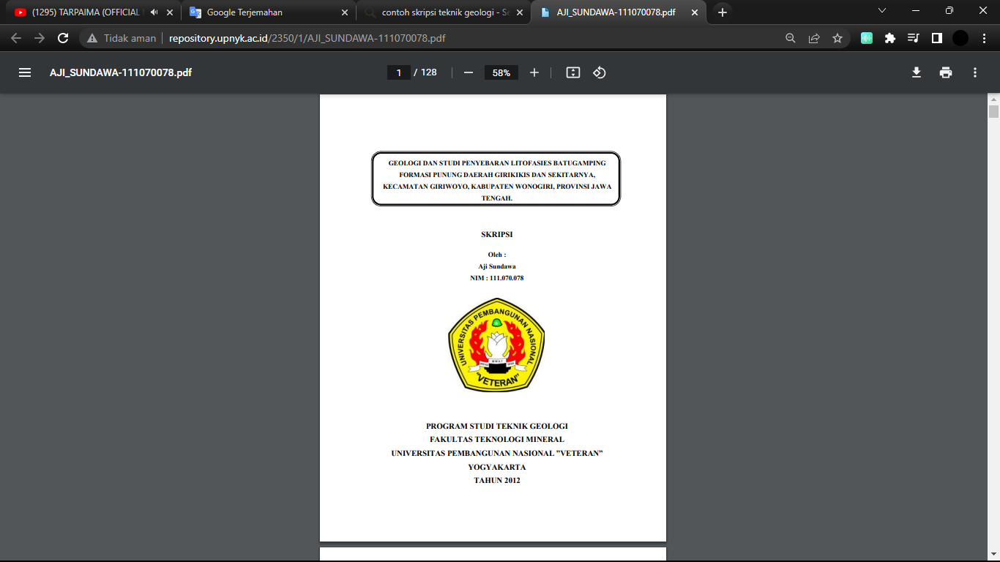 (1295) TARPAIMA (OFFICIAL
Google Terjemahan
contoh skripsi teknik geologi - Se
AJI_SUNDAWA-111070078.pdf
Tidak aman
repository.upnyk.ac.id/2350/1/AJI_SUNDAWA-111070078.pdf
AJI_SUNDAWA-111070078.pdf
1 / 128
58%
GEOLOGI DAN STUDI PENYEBARAN LITOFASIES BATUGAMPING
FORMASI PUNUNG DAERAH GIRIKIKIS DAN SEKITARNYA,
KECAMATAN GIRIWOYO, KABUPATEN WONOGIRI, PROVINSI JAWA
TENGAH.
SKRIPSI
Oleh :
Aji Sundawa
NIM : 111.070.078
UNIVERSITAS PEMBANGUNAN NASIONAL
"VETERAN"
PROGRAM STUDI TEKNIK GEOLOGI
FAKULTAS TEKNOLOGI MINERAL
UNIVERSITAS PEMBANGUNAN NASIONAL ”VETERAN”
YOGYAKARTA
TAHUN 2012